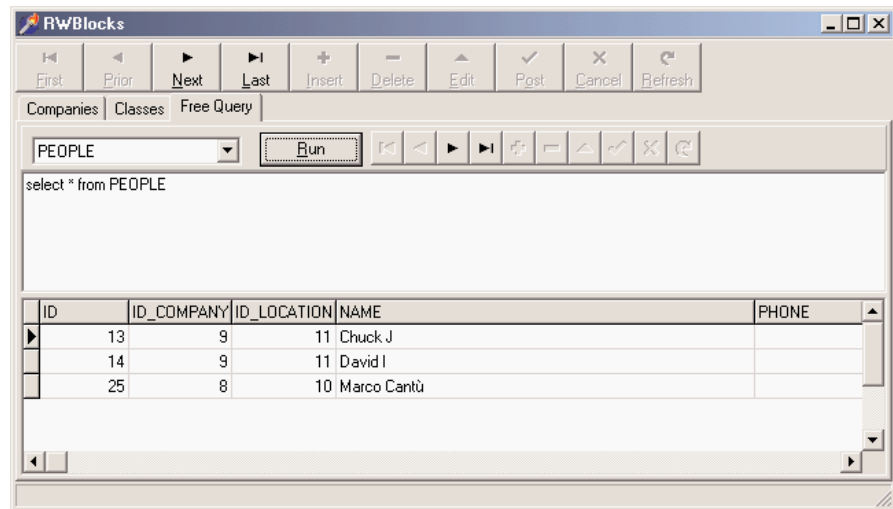 RWBlocks
First Prior Next Last Insert Delete Edit Post Cancel Refresh
Companies Classes Free Query
PEOPLE Run
select * from PEOPLE
ID ID_COMPANY ID_LOCATION NAME PHONE
13 9 11 Chuck J
14 9 11 David I
25 8 10 Marco Cantù